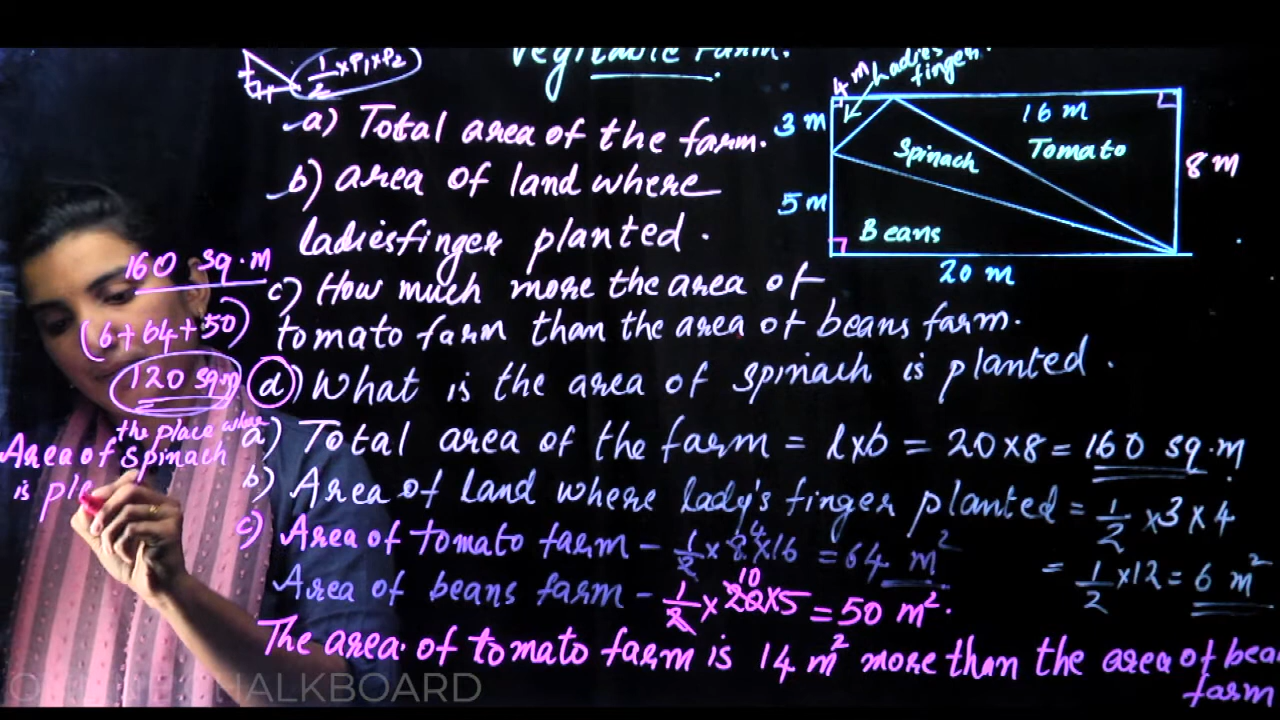 Vegitable Farm.
1/2 × P1 × P2
a) Total area of the farm.
b) area of land where
ladiesfinger planted.
c) How much more the area of
tomato farm than the area of beans farm.
d) What is the area of spinach is planted.
4 m Ladies finger
3 m
16 m
Spinach
Tomato
8 m
5 m
Beans
20 m
160 sq.m
(6+64+50)
120 sq.m
the place where
Area of spinach
is pla
a) Total area of the farm = l×b = 20×8 = 160 sq.m
b) Area of Land where lady's finger planted = 1/2 × 3 × 4
= 1/2 × 12 = 6 m²
c) Area of tomato farm - 1/2 × 8 4 × 16 = 64 m²
Area of beans farm - 1/2 × 20 10 × 5 = 50 m².
The area of tomato farm is 14 m² more than the area of bea
farm
HALKBOARD